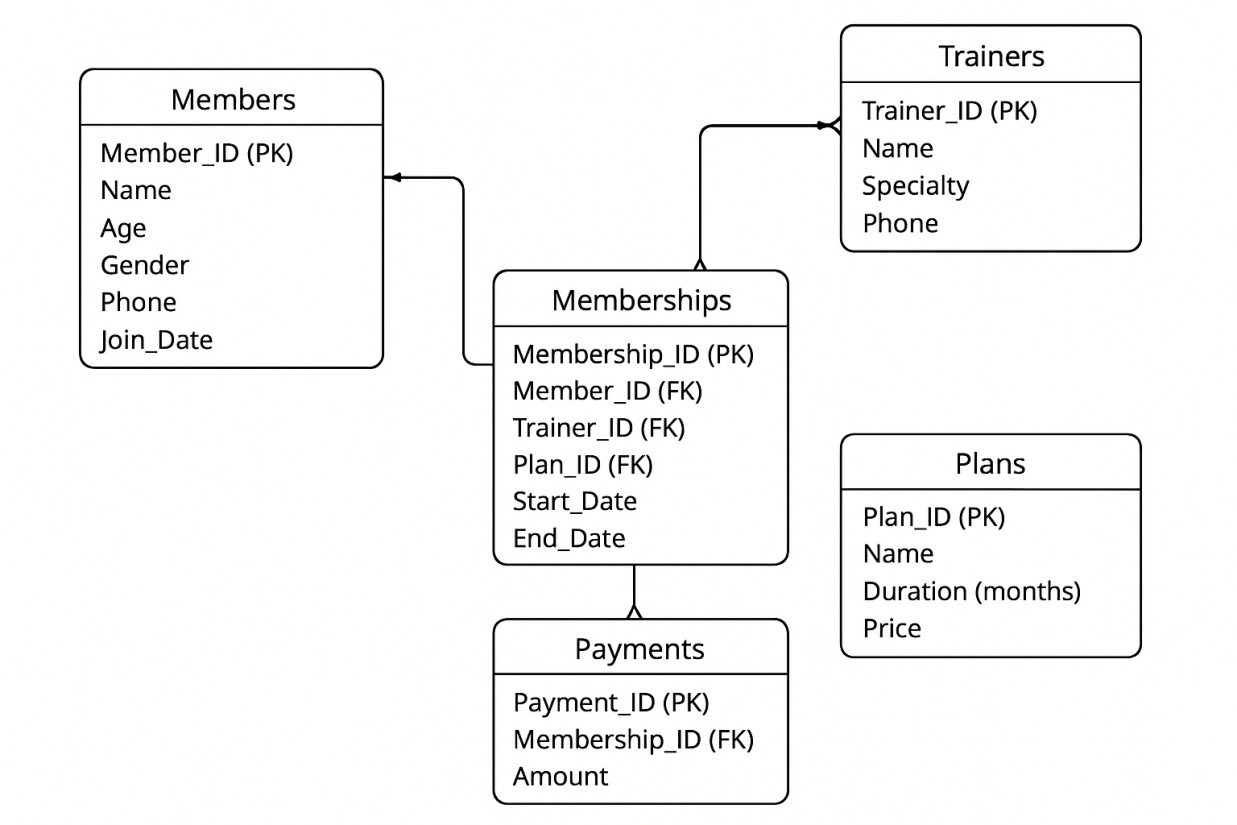 Members
Member_ID (PK)
Name
Age
Gender
Phone
Join_Date
Trainers
Trainer_ID (PK)
Name
Specialty
Phone
Memberships
Membership_ID (PK)
Member_ID (FK)
Trainer_ID (FK)
Plan_ID (FK)
Start_Date
End_Date
Plans
Plan_ID (PK)
Name
Duration (months)
Price
Payments
Payment_ID (PK)
Membership_ID (FK)
Amount